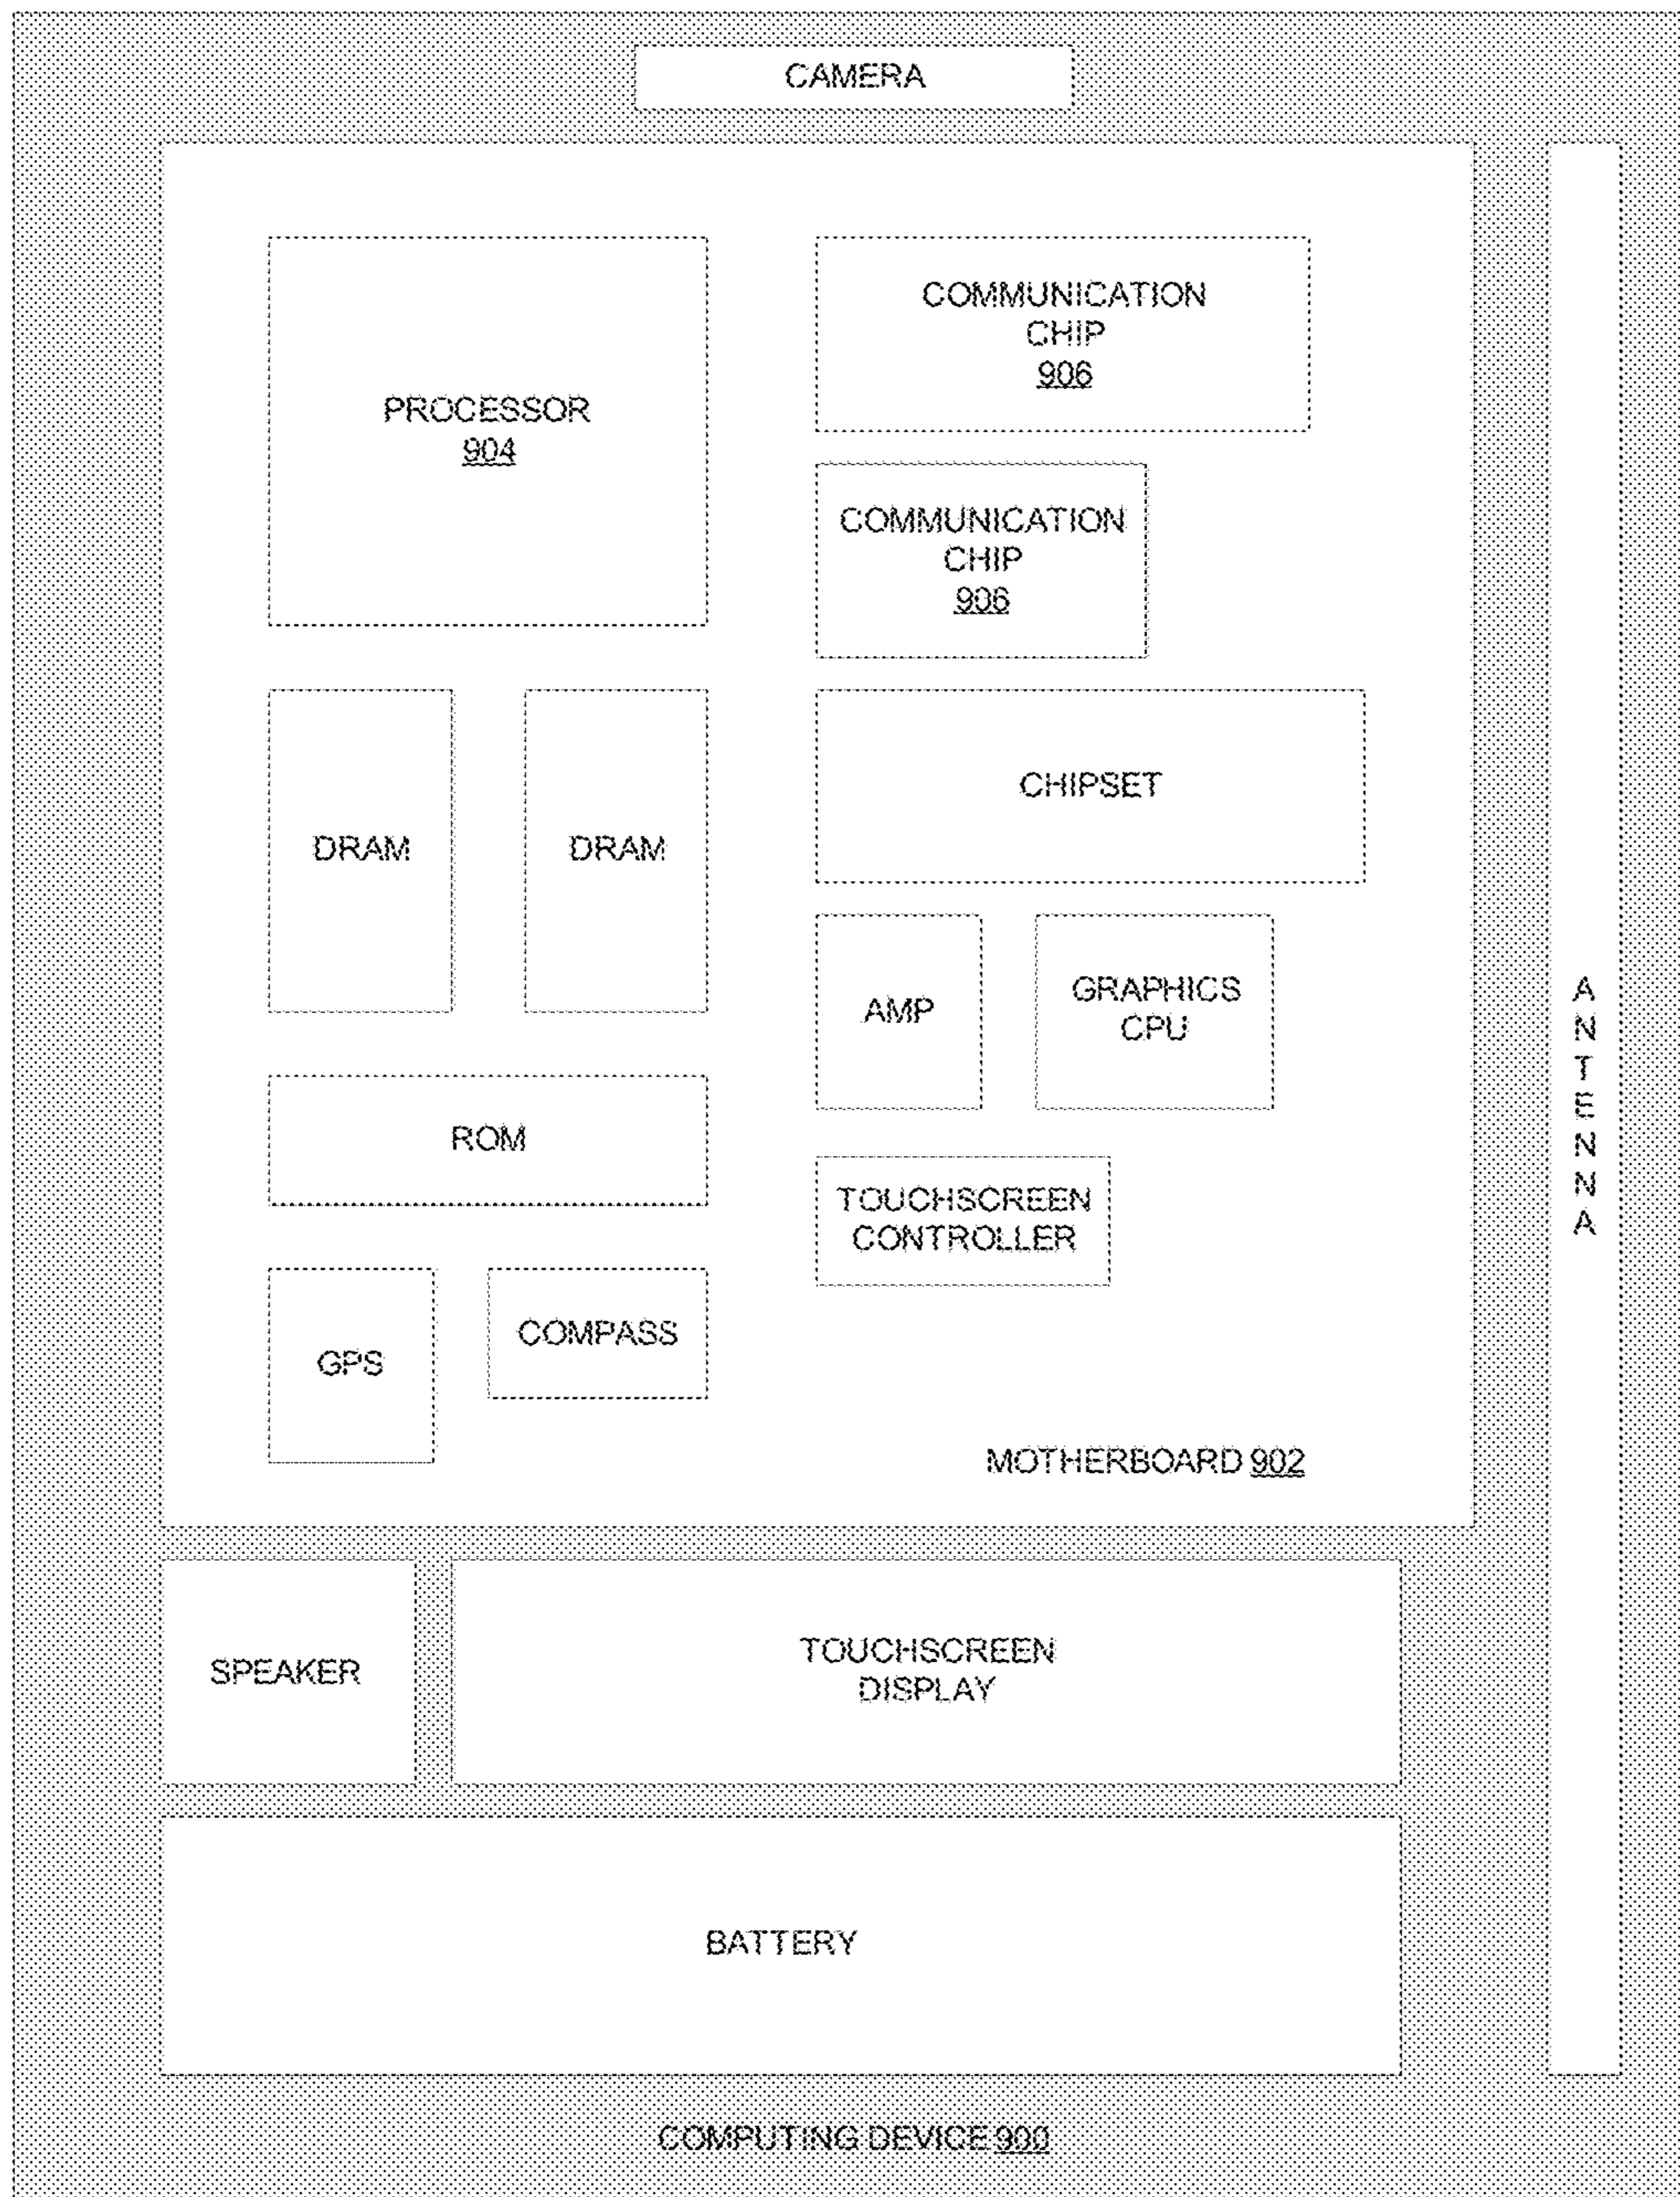 CAMERA
PROCESSOR
904
COMMUNICATION
CHIP
906
COMMUNICATION
CHIP
906
DRAM
DRAM
CHIPSET
AMP
GRAPHICS
CPU
ROM
TOUCHSCREEN
CONTROLLER
GPS
COMPASS
MOTHERBOARD 902
ANTENNA
SPEAKER
TOUCHSCREEN
DISPLAY
BATTERY
COMPUTING DEVICE 900